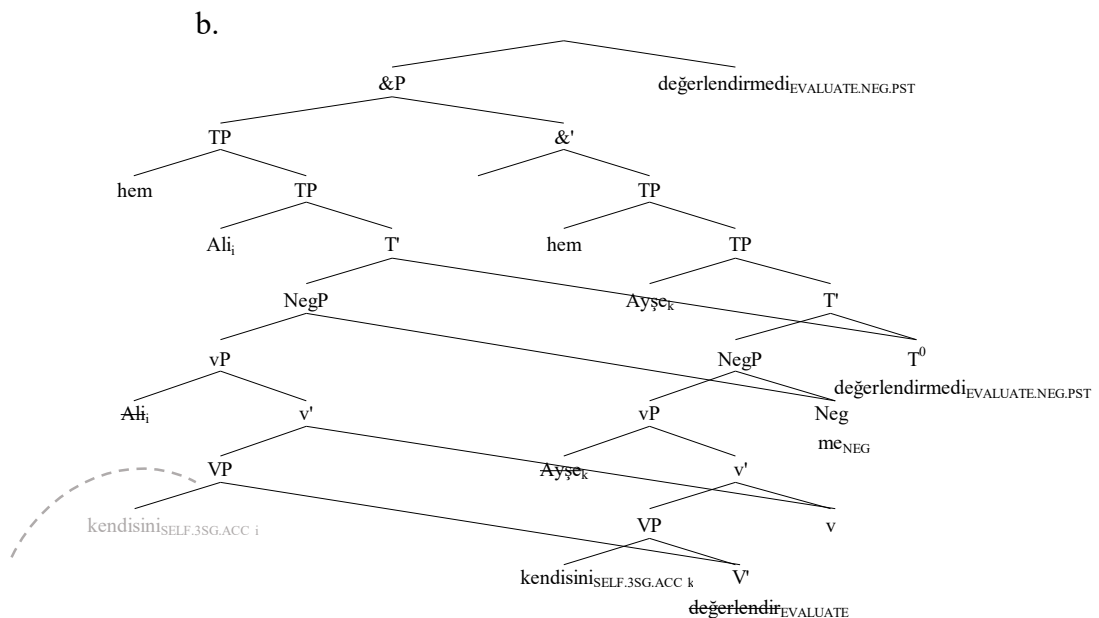 b.
&P değerlendirmediEVALUATE.NEG.PST
TP &'
hem TP TP
Alii T' hem TP
NegP Ayşek T'
vP NegP T0
değerlendirmediEVALUATE.NEG.PST
Alii v' vP Neg
meNEG
VP Ayşek v'
kendisiniSELF.3SG.ACC i VP v
kendisiniSELF.3SG.ACC k V'
değerlendirEVALUATE